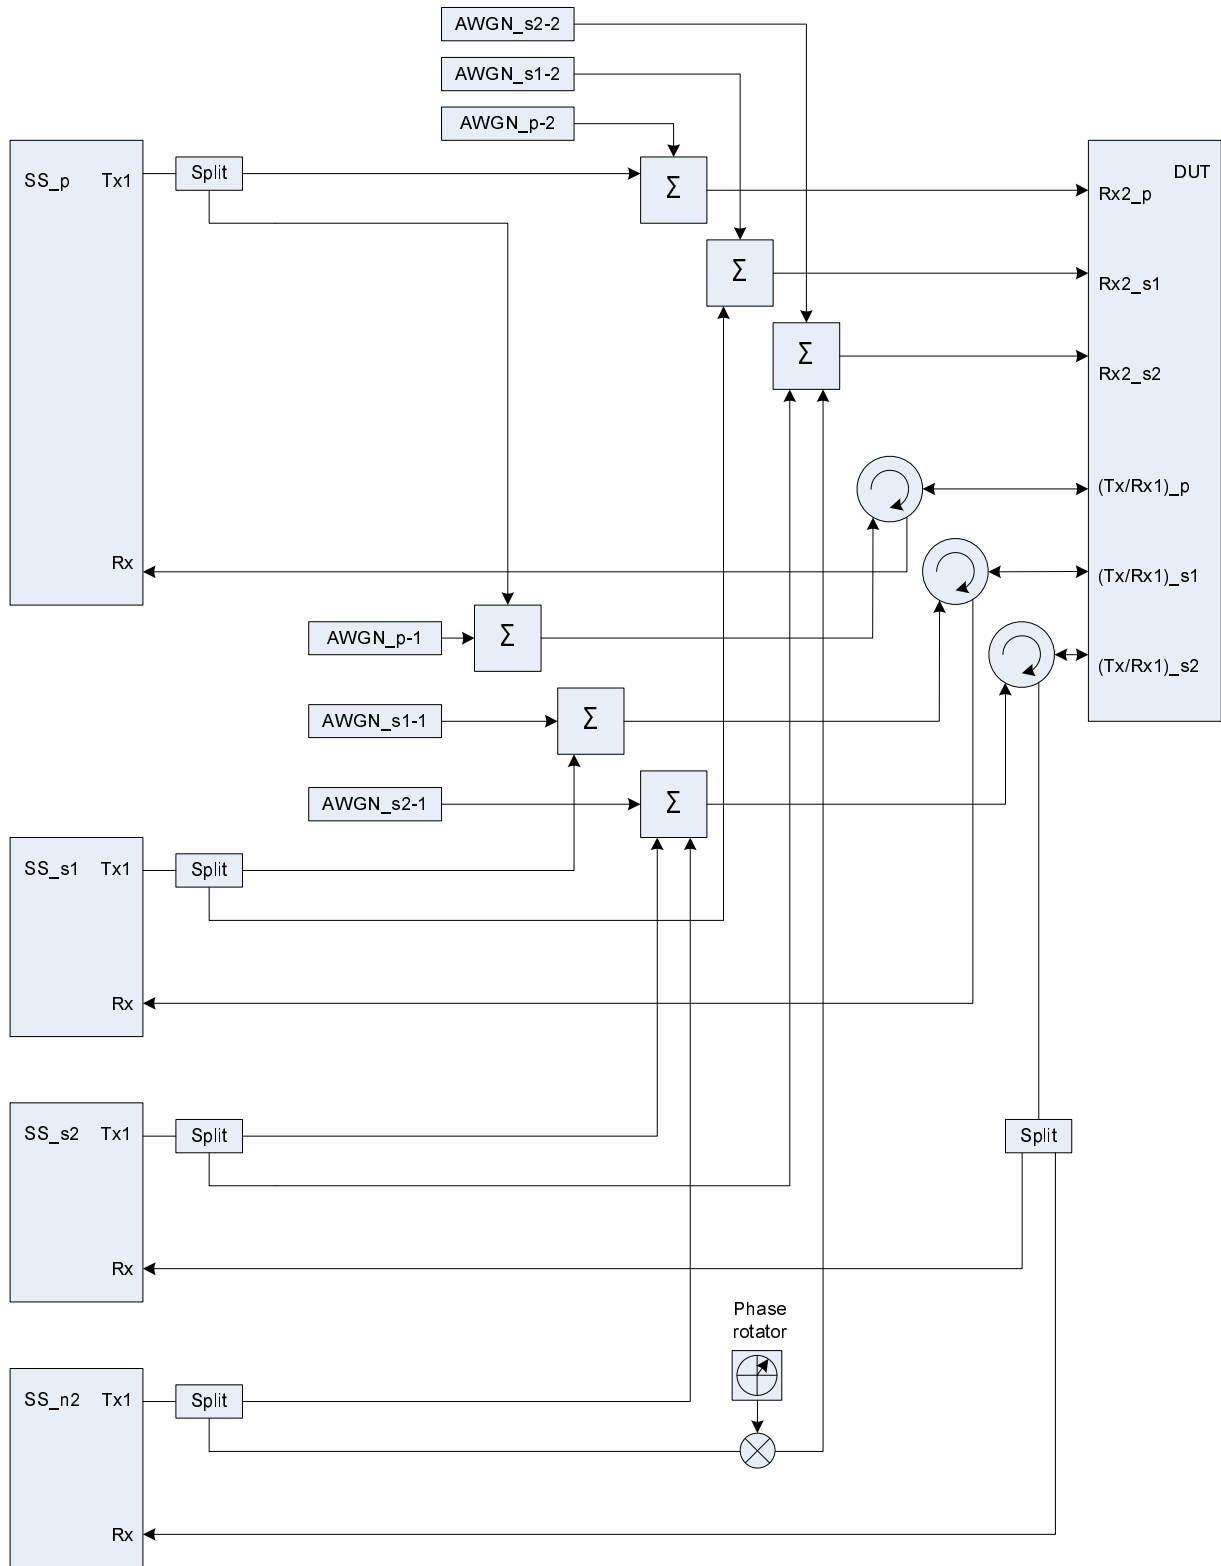 AWGN_s2-2
AWGN_s1-2
AWGN_p-2
SS_p Tx1
Split
Σ
DUT
Rx2_p
Σ
Rx2_s1
Σ
Rx2_s2
(Tx/Rx1)_p
Rx
(Tx/Rx1)_s1
AWGN_p-1
Σ
(Tx/Rx1)_s2
AWGN_s1-1
Σ
AWGN_s2-1
Σ
SS_s1 Tx1
Split
Rx
SS_s2 Tx1
Split
Split
Rx
Phase
rotator
SS_n2 Tx1
Split
Rx